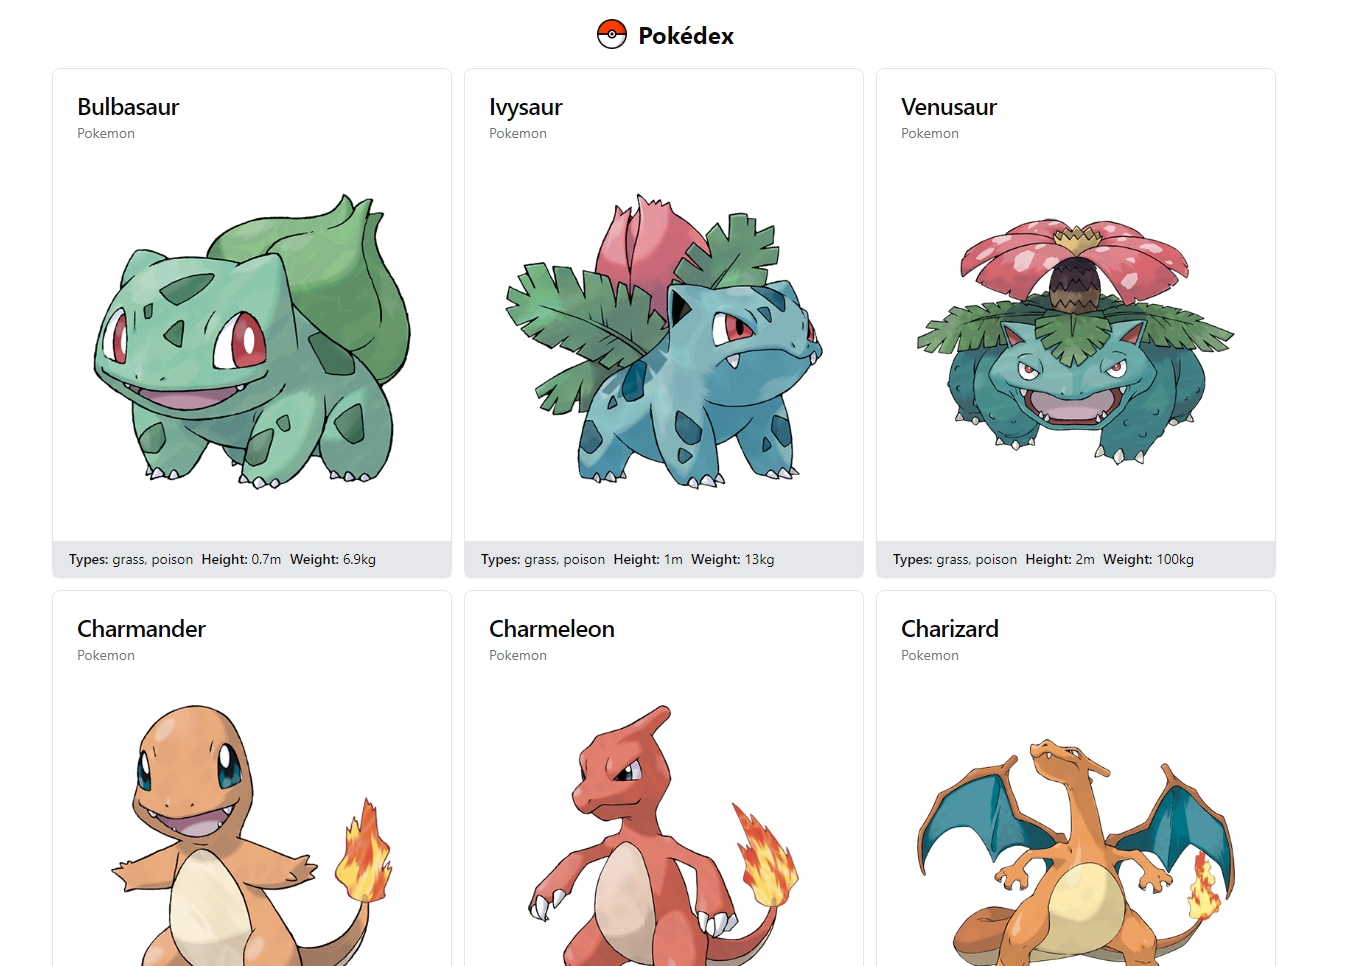 Pokédex
Bulbasaur
Pokemon
Types: grass, poison Height: 0.7m Weight: 6.9kg
Ivysaur
Pokemon
Types: grass, poison Height: 1m Weight: 13kg
Venusaur
Pokemon
Types: grass, poison Height: 2m Weight: 100kg
Charmander
Pokemon
Charmeleon
Pokemon
Charizard
Pokemon